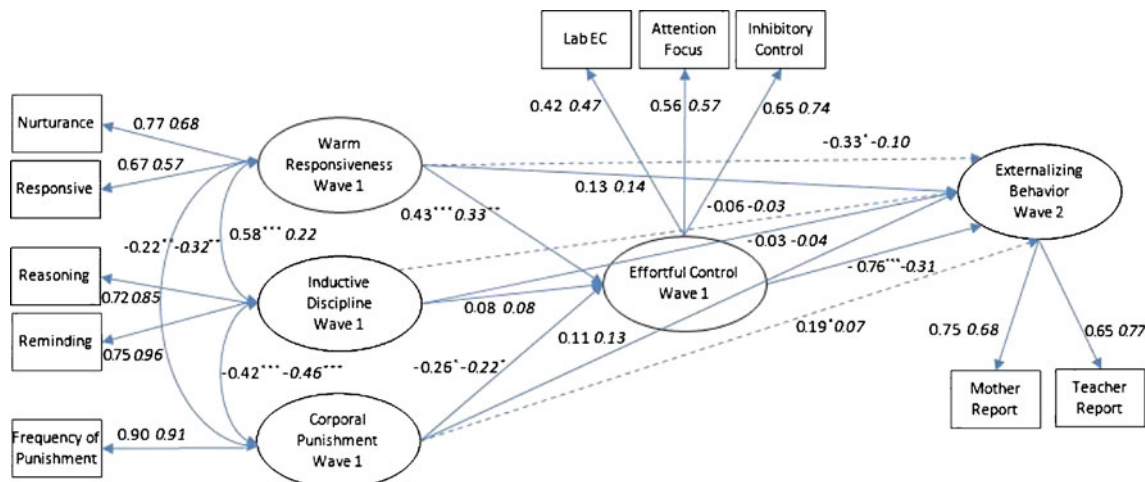 Lab EC
Attention
Focus
Inhibitory
Control
0.42 0.47
0.56 0.57
0.65 0.74
Nurturance
0.77 0.68
Responsive
0.67 0.57
Warm
Responsiveness
Wave 1
-0.33* -0.10
0.13 0.14
Externalizing
Behavior
Wave 2
0.43***0.33**
-0.06 -0.03
-0.22**-0.32**
0.58***0.22
-0.03 -0.04
Reasoning
0.72 0.85
Reminding
0.75 0.96
Inductive
Discipline
Wave 1
0.08 0.08
Effortful Control
Wave 1
-0.76***-0.31
0.11 0.13
0.19*0.07
-0.26*-0.22*
-0.42***-0.46***
0.75 0.68
0.65 0.77
Mother
Report
Teacher
Report
Frequency of
Punishment
0.90 0.91
Corporal
Punishment
Wave 1